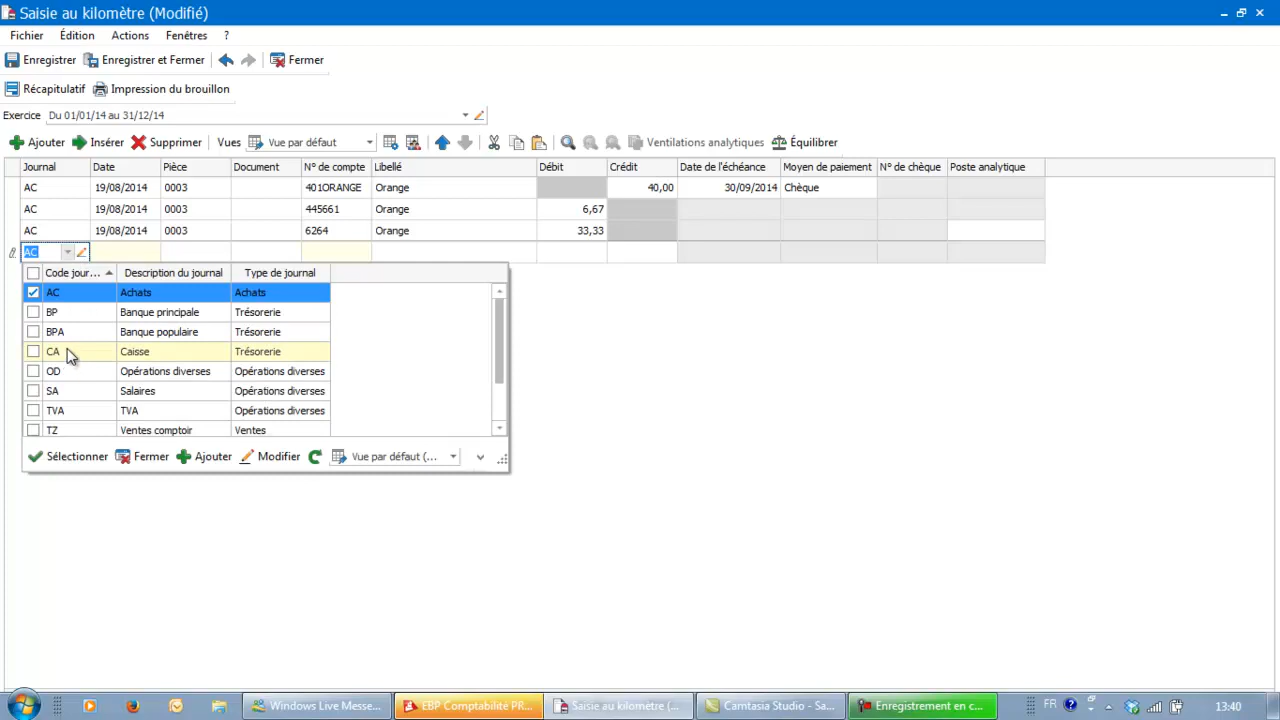 Saisie au kilomètre (Modifié)
Fichier Édition Actions Fenêtres ?
Enregistrer Enregistrer et Fermer Fermer
Récapitulatif Impression du brouillon
Exercice Du 01/01/14 au 31/12/14
Ajouter Insérer Supprimer Vues Vue par défaut Ventilations analytiques Équilibrer
Journal Date Pièce Document N° de compte Libellé Débit Crédit Date de l'échéance Moyen de paiement N° de chèque Poste analytique
AC 19/08/2014 0003 401ORANGE Orange 40,00 30/09/2014 Chèque
AC 19/08/2014 0003 445661 Orange 6,67
AC 19/08/2014 0003 6264 Orange 33,33
AC
Code jour... Description du journal Type de journal
AC Achats Achats
BP Banque principale Trésorerie
BPA Banque populaire Trésorerie
CA Caisse Trésorerie
OD Opérations diverses Opérations diverses
SA Salaires Opérations diverses
TVA TVA Opérations diverses
TZ Ventes comptoir Ventes
Sélectionner Fermer Ajouter Modifier Vue par défaut (...
Windows Live Messe... EBP Comptabilité PR... Saisie au kilomètre (... Camtasia Studio - Sa... Enregistrement en c... FR 13:40